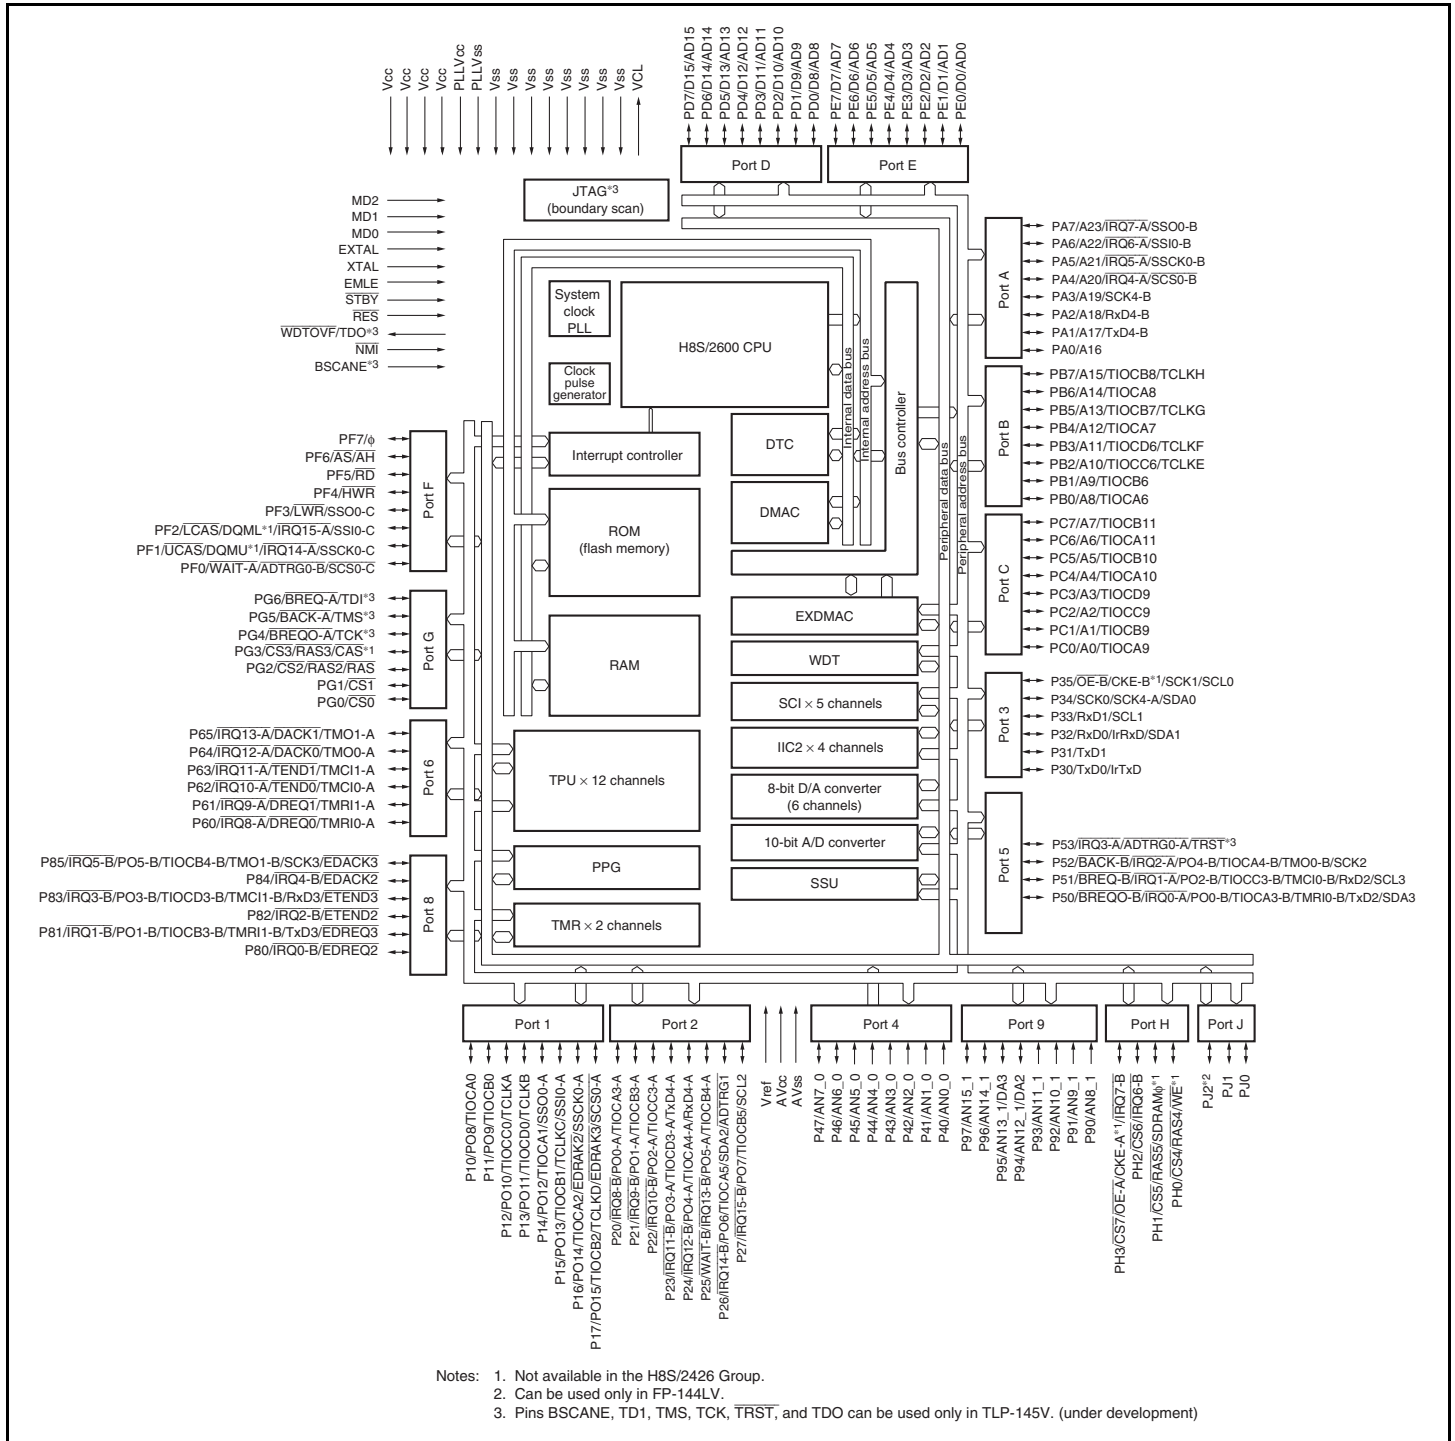 Vcc
Vcc
Vcc
Vcc
PLLVcc
PLLVss
Vss
Vss
Vss
Vss
Vss
Vss
Vss
Vss
VCL
PD7/D15/AD15
PD6/D14/AD14
PD5/D13/AD13
PD4/D12/AD12
PD3/D11/AD11
PD2/D10/AD10
PD1/D9/AD9
PD0/D8/AD8
PE7/D7/AD7
PE6/D6/AD6
PE5/D5/AD5
PE4/D4/AD4
PE3/D3/AD3
PE2/D2/AD2
PE1/D1/AD1
PE0/D0/AD0
Port D
Port E
JTAG*3
(boundary scan)
MD2
MD1
MD0
EXTAL
XTAL
EMLE
STBY
RES
WDTOVF/TDO*3
NMI
BSCANE*3
System
clock
PLL
Clock
pulse
generator
H8S/2600 CPU
Interrupt controller
DTC
DMAC
ROM
(flash memory)
RAM
Internal data bus
Internal address bus
Bus controller
Peripheral data bus
Peripheral address bus
EXDMAC
WDT
SCI × 5 channels
IIC2 × 4 channels
8-bit D/A converter
(6 channels)
10-bit A/D converter
SSU
TPU × 12 channels
PPG
TMR × 2 channels
Port A
PA7/A23/IRQ7-A/SSO0-B
PA6/A22/IRQ6-A/SSI0-B
PA5/A21/IRQ5-A/SSCK0-B
PA4/A20/IRQ4-A/SCS0-B
PA3/A19/SCK4-B
PA2/A18/RxD4-B
PA1/A17/TxD4-B
PA0/A16
Port B
PB7/A15/TIOCB8/TCLKH
PB6/A14/TIOCA8
PB5/A13/TIOCB7/TCLKG
PB4/A12/TIOCA7
PB3/A11/TIOCD6/TCLKF
PB2/A10/TIOCC6/TCLKE
PB1/A9/TIOCB6
PB0/A8/TIOCA6
Port C
PC7/A7/TIOCB11
PC6/A6/TIOCA11
PC5/A5/TIOCB10
PC4/A4/TIOCA10
PC3/A3/TIOCD9
PC2/A2/TIOCC9
PC1/A1/TIOCB9
PC0/A0/TIOCA9
Port 3
P35/OE-B/CKE-B*1/SCK1/SCL0
P34/SCK0/SCK4-A/SDA0
P33/RxD1/SCL1
P32/RxD0/IrRxD/SDA1
P31/TxD1
P30/TxD0/IrTxD
Port 5
P53/IRQ3-A/ADTRG0-A/TRST*3
P52/BACK-B/IRQ2-A/PO4-B/TIOCA4-B/TMO0-B/SCK2
P51/BREQ-B/IRQ1-A/PO2-B/TIOCC3-B/TMCI0-B/RxD2/SCL3
P50/BREQO-B/IRQ0-A/PO0-B/TIOCA3-B/TMRI0-B/TxD2/SDA3
PF7/φ
PF6/AS/AH
PF5/RD
PF4/HWR
PF3/LWR/SSO0-C
PF2/LCAS/DQML*1/IRQ15-A/SSI0-C
PF1/UCAS/DQMU*1/IRQ14-A/SSCK0-C
PF0/WAIT-A/ADTRG0-B/SCS0-C
Port F
PG6/BREQ-A/TDI*3
PG5/BACK-A/TMS*3
PG4/BREQO-A/TCK*3
PG3/CS3/RAS3/CAS*1
PG2/CS2/RAS2/RAS
PG1/CS1
PG0/CS0
Port G
P65/IRQ13-A/DACK1/TMO1-A
P64/IRQ12-A/DACK0/TMO0-A
P63/IRQ11-A/TEND1/TMCI1-A
P62/IRQ10-A/TEND0/TMCI0-A
P61/IRQ9-A/DREQ1/TMRI1-A
P60/IRQ8-A/DREQ0/TMRI0-A
Port 6
P85/IRQ5-B/PO5-B/TIOCB4-B/TMO1-B/SCK3/EDACK3
P84/IRQ4-B/EDACK2
P83/IRQ3-B/PO3-B/TIOCD3-B/TMCI1-B/RxD3/ETEND3
P82/IRQ2-B/ETEND2
P81/IRQ1-B/PO1-B/TIOCB3-B/TMRI1-B/TxD3/EDREQ3
P80/IRQ0-B/EDREQ2
Port 8
Port 1
Port 2
Port 4
Port 9
Port H
Port J
P10/PO8/TIOCA0
P11/PO9/TIOCB0
P12/PO10/TIOCC0/TCLKA
P13/PO11/TIOCD0/TCLKB
P14/PO12/TIOCA1/SSO0-A
P15/PO13/TIOCB1/TCLKC/SSI0-A
P16/PO14/TIOCA2/EDRAK2/SSCK0-A
P17/PO15/TIOCB2/TCLKD/EDRAK3/SCS0-A
P20/IRQ8-B/PO0-A/TIOCA3-A
P21/IRQ9-B/PO1-A/TIOCB3-A
P22/IRQ10-B/PO2-A/TIOCC3-A
P23/IRQ11-B/PO3-A/TIOCD3-A/TxD4-A
P24/IRQ12-B/PO4-A/TIOCA4-A/RxD4-A
P25/WAIT-B/IRQ13-B/PO5-A/TIOCB4-A
P26/IRQ14-B/PO6/TIOCA5/SDA2/ADTRG1
P27/IRQ15-B/PO7/TIOCB5/SCL2
Vref
AVcc
AVss
P47/AN7_0
P46/AN6_0
P45/AN5_0
P44/AN4_0
P43/AN3_0
P42/AN2_0
P41/AN1_0
P40/AN0_0
P97/AN15_1
P96/AN14_1
P95/AN13_1/DA3
P94/AN12_1/DA2
P93/AN11_1
P92/AN10_1
P91/AN9_1
P90/AN8_1
PH3/CS7/OE-A/CKE-A*1/IRQ7-B
PH2/CS6/IRQ6-B
PH1/CS5/RAS5/SDRAMφ*1
PH0/CS4/RAS4/WE*1
PJ2*2
PJ1
PJ0
Notes: 1. Not available in the H8S/2426 Group.
2. Can be used only in FP-144LV.
3. Pins BSCANE, TD1, TMS, TCK, TRST, and TDO can be used only in TLP-145V. (under development)